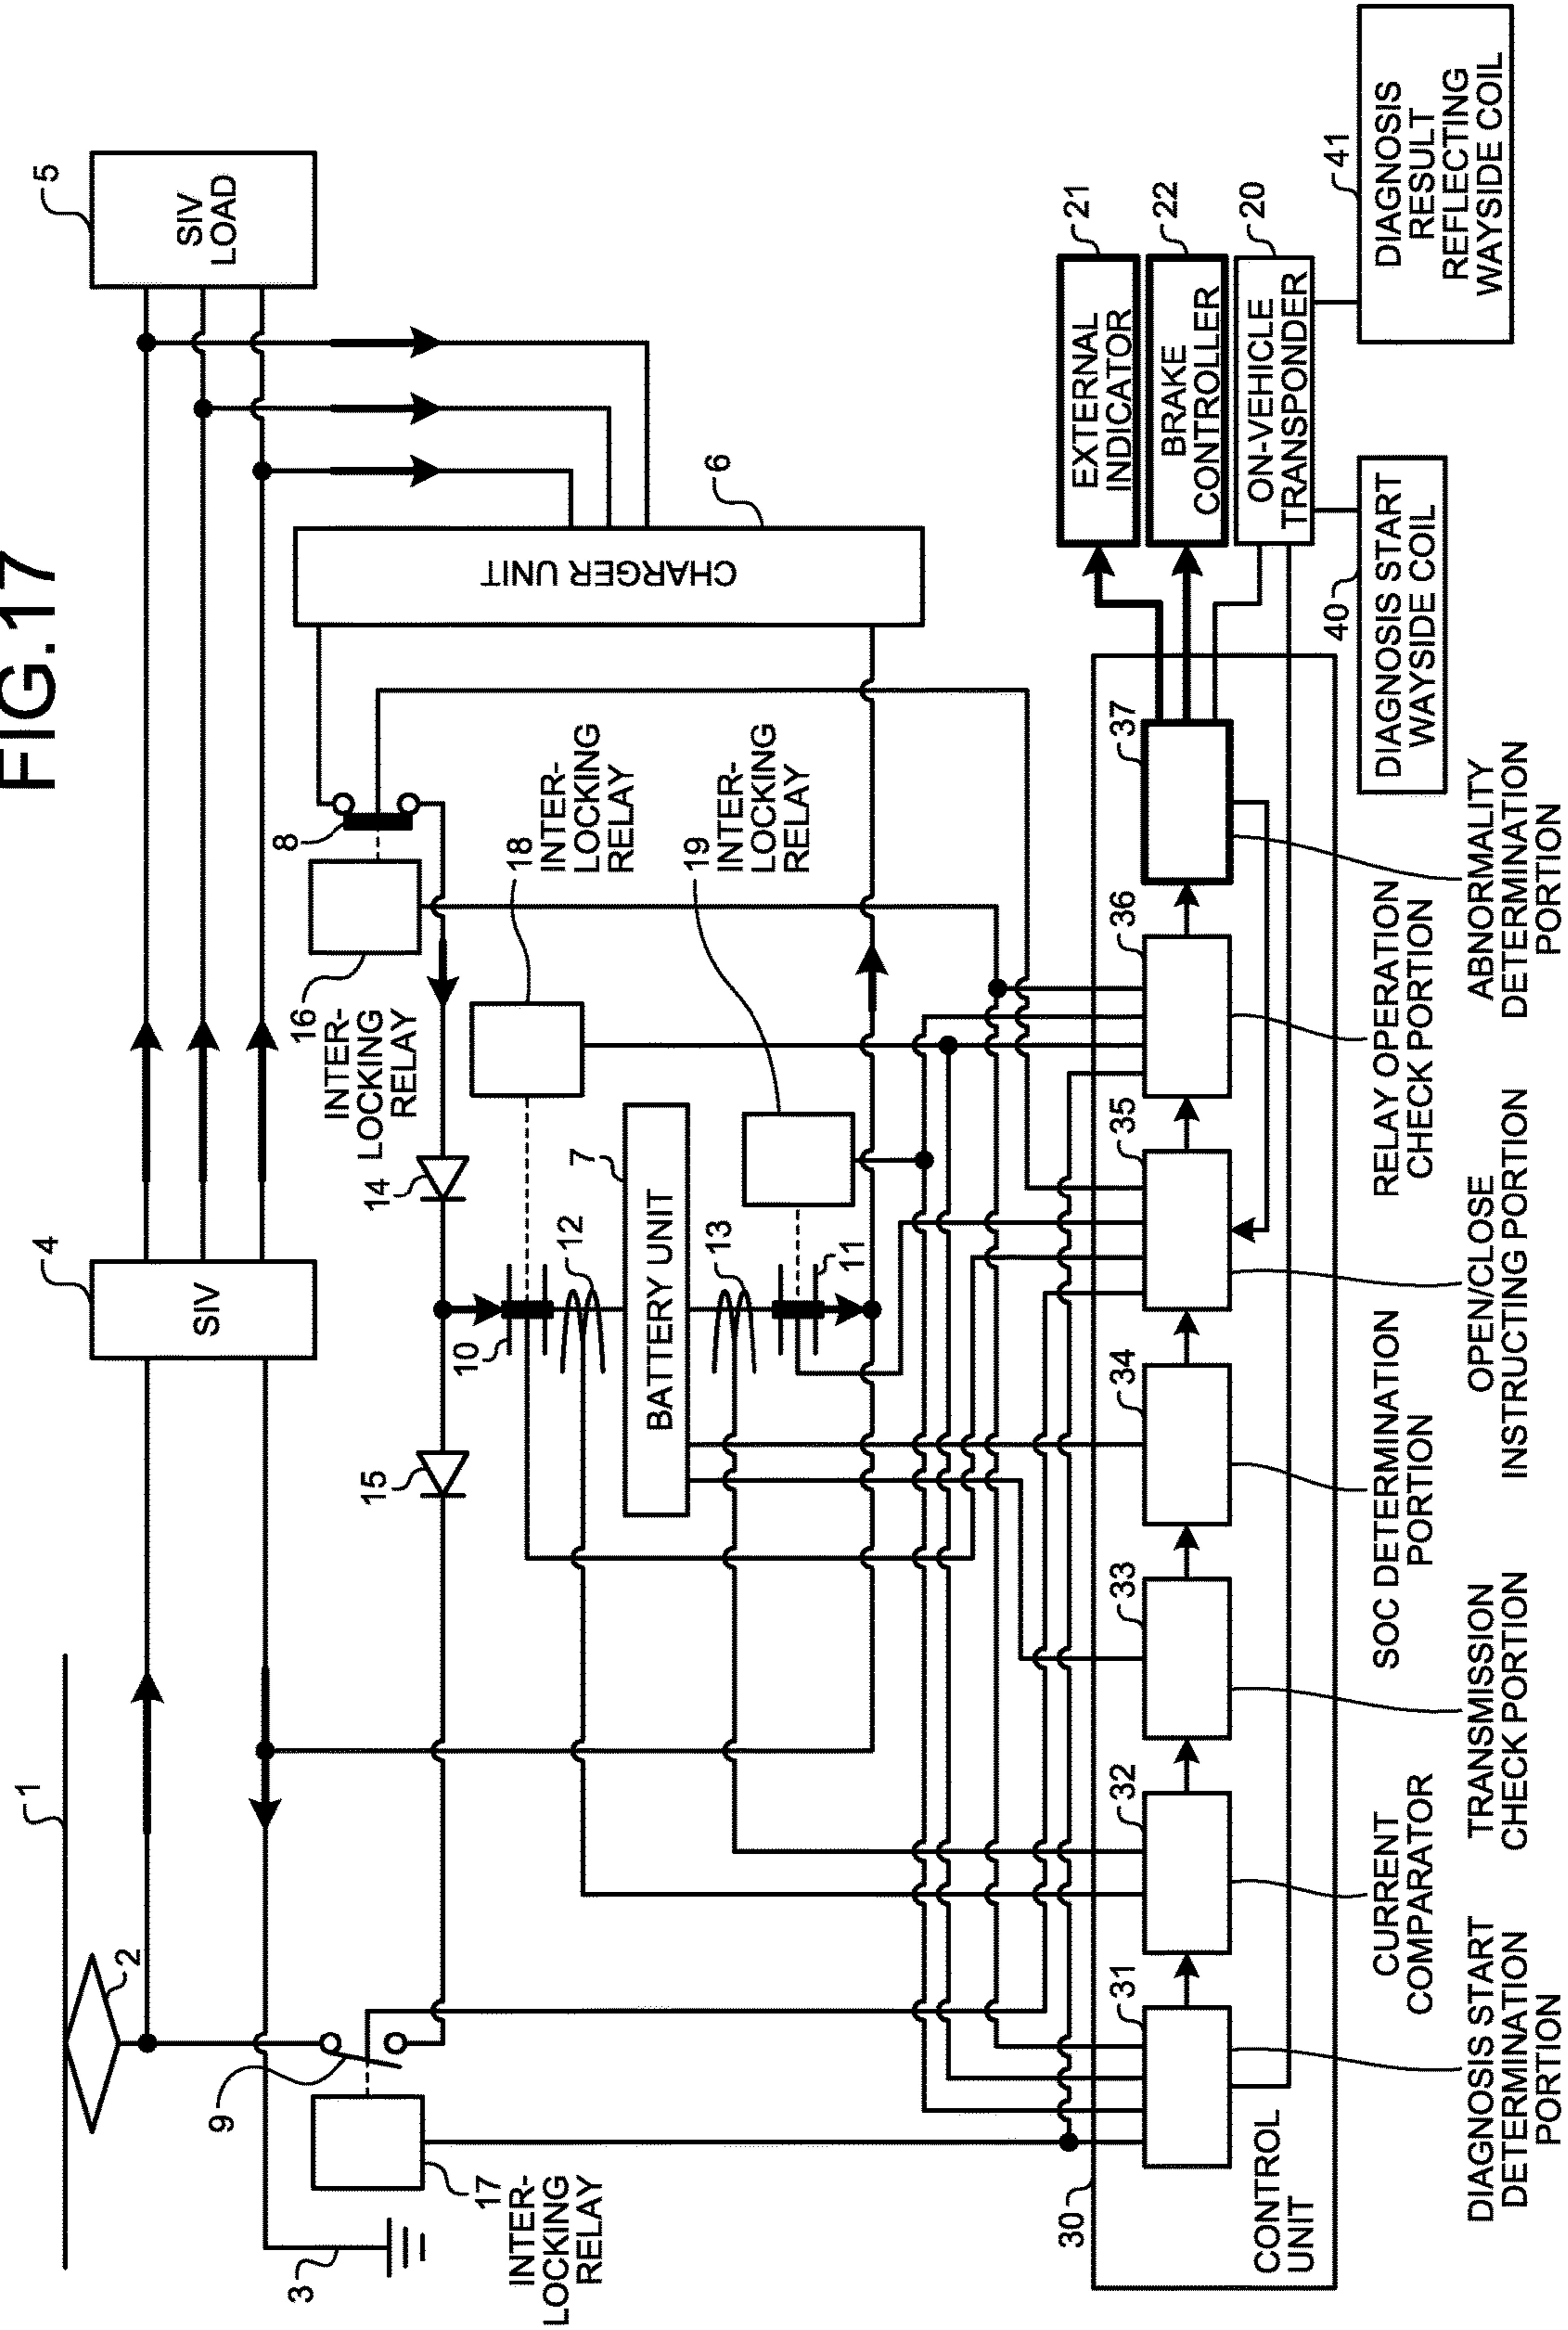 FIG.17
1
2
3
4
SIV
5
SIV
LOAD
6
CHARGER UNIT
8
9
16
INTER-
LOCKING
RELAY
17
INTER-
LOCKING
RELAY
18
INTER-
LOCKING
RELAY
19
INTER-
LOCKING
RELAY
14
15
10
12
7
BATTERY UNIT
13
11
21
EXTERNAL
INDICATOR
22
BRAKE
CONTROLLER
20
ON-VEHICLE
TRANSPONDER
41
DIAGNOSIS
RESULT
REFLECTING
WAYSIDE COIL
40
DIAGNOSIS START
WAYSIDE COIL
30
CONTROL
UNIT
31
32
33
34
35
36
37
DIAGNOSIS START
DETERMINATION
PORTION
CURRENT
COMPARATOR
TRANSMISSION
CHECK PORTION
SOC DETERMINATION
PORTION
OPEN/CLOSE
INSTRUCTING PORTION
RELAY OPERATION
CHECK PORTION
ABNORMALITY
DETERMINATION
PORTION